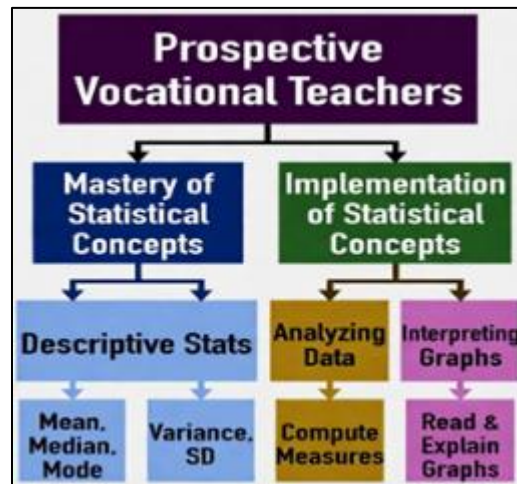 Prospective
Vocational Teachers
Mastery of
Statistical
Concepts
Implementation
of Statistical
Concepts
Descriptive Stats
Analyzing
Data
Interpreting
Graphs
Mean,
Median,
Mode
Variance,
SD
Compute
Measures
Read &
Explain
Graphs